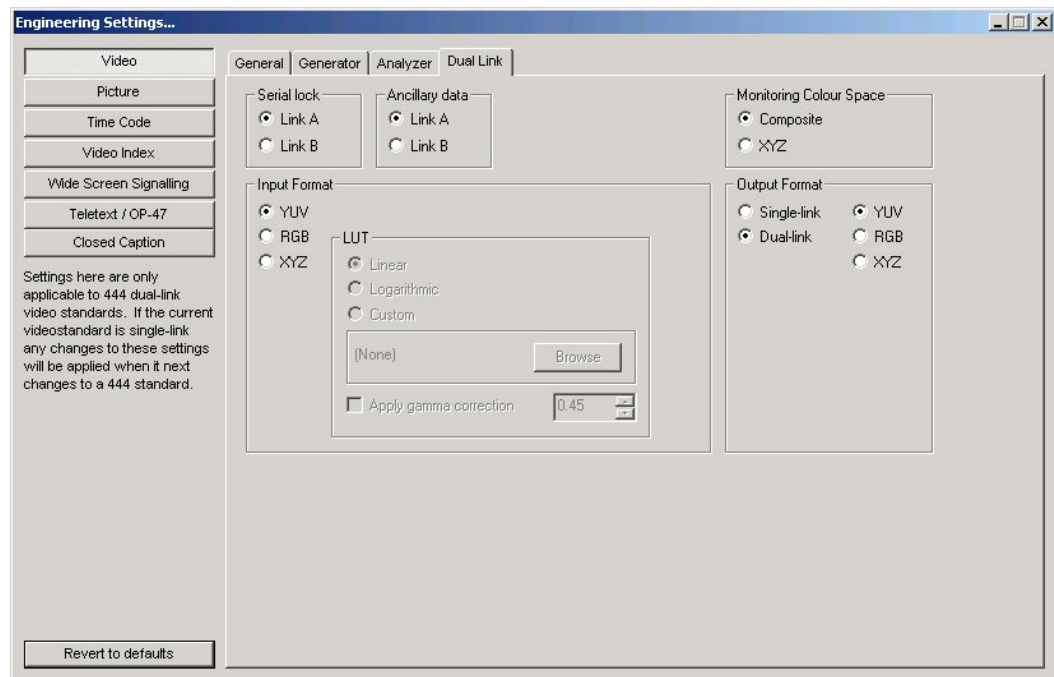 Engineering Settings...
Video
Picture
Time Code
Video Index
Wide Screen Signalling
Teletext / OP-47
Closed Caption
Settings here are only
applicable to 444 dual-link
video standards. If the current
videostandard is single-link
any changes to these settings
will be applied when it next
changes to a 444 standard.
Revert to defaults
General Generator Analyzer Dual Link
Serial lock
Link A
Link B
Ancillary data
Link A
Link B
Monitoring Colour Space
Composite
XYZ
Input Format
YUV
RGB
XYZ
LUT
Linear
Logarithmic
Custom
(None) Browse
Apply gamma correction 0.45
Output Format
Single-link YUV
Dual-link RGB
XYZ